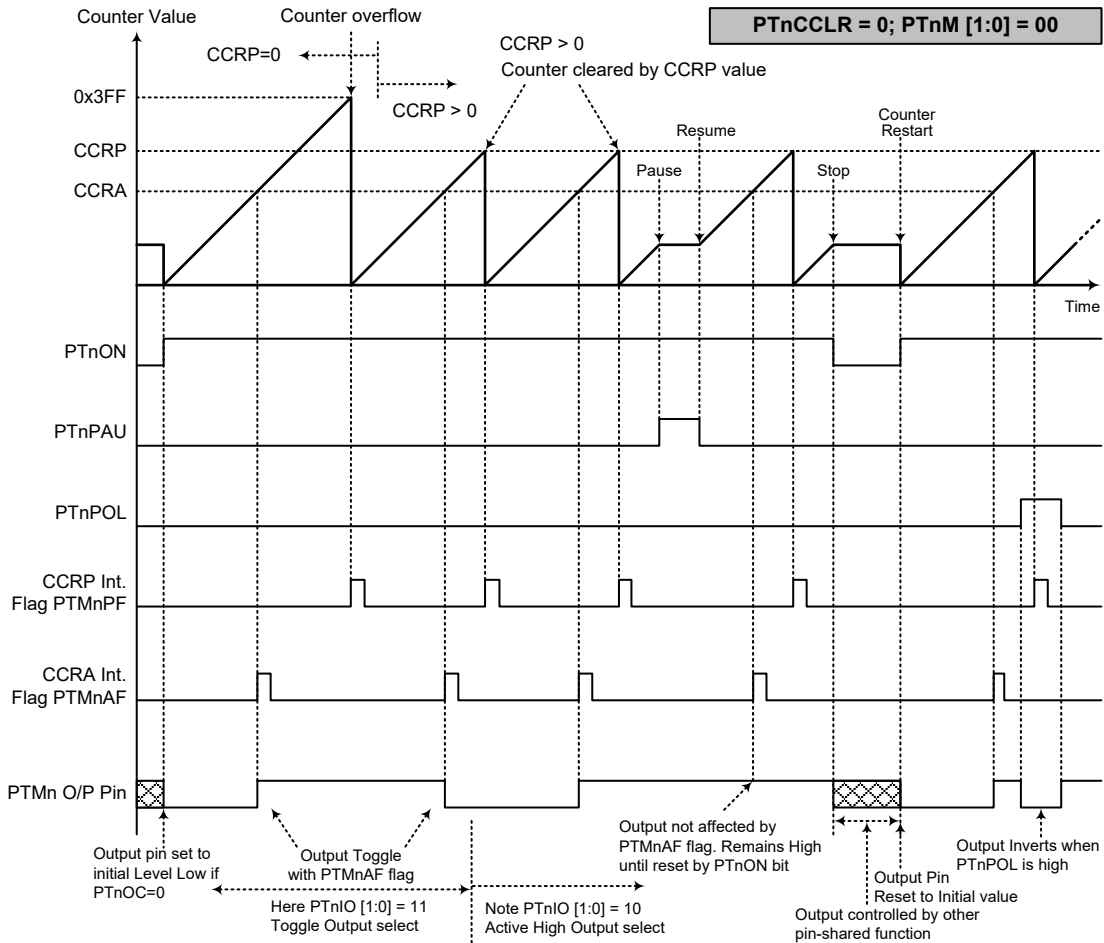 Counter Value
Counter overflow
PTnCCLR = 0; PTnM [1:0] = 00
CCRP=0
CCRP > 0
CCRP > 0
Counter cleared by CCRP value
0x3FF
CCRP
CCRA
Pause
Resume
Stop
Counter
Restart
Time
PTnON
PTnPAU
PTnPOL
CCRP Int.
Flag PTMnPF
CCRA Int.
Flag PTMnAF
PTMn O/P Pin
Output pin set to
initial Level Low if
PTnOC=0
Output Toggle
with PTMnAF flag
Here PTnIO [1:0] = 11
Toggle Output select
Note PTnIO [1:0] = 10
Active High Output select
Output not affected by
PTMnAF flag. Remains High
until reset by PTnON bit
Output controlled by other
pin-shared function
Output Pin
Reset to Initial value
Output Inverts when
PTnPOL is high